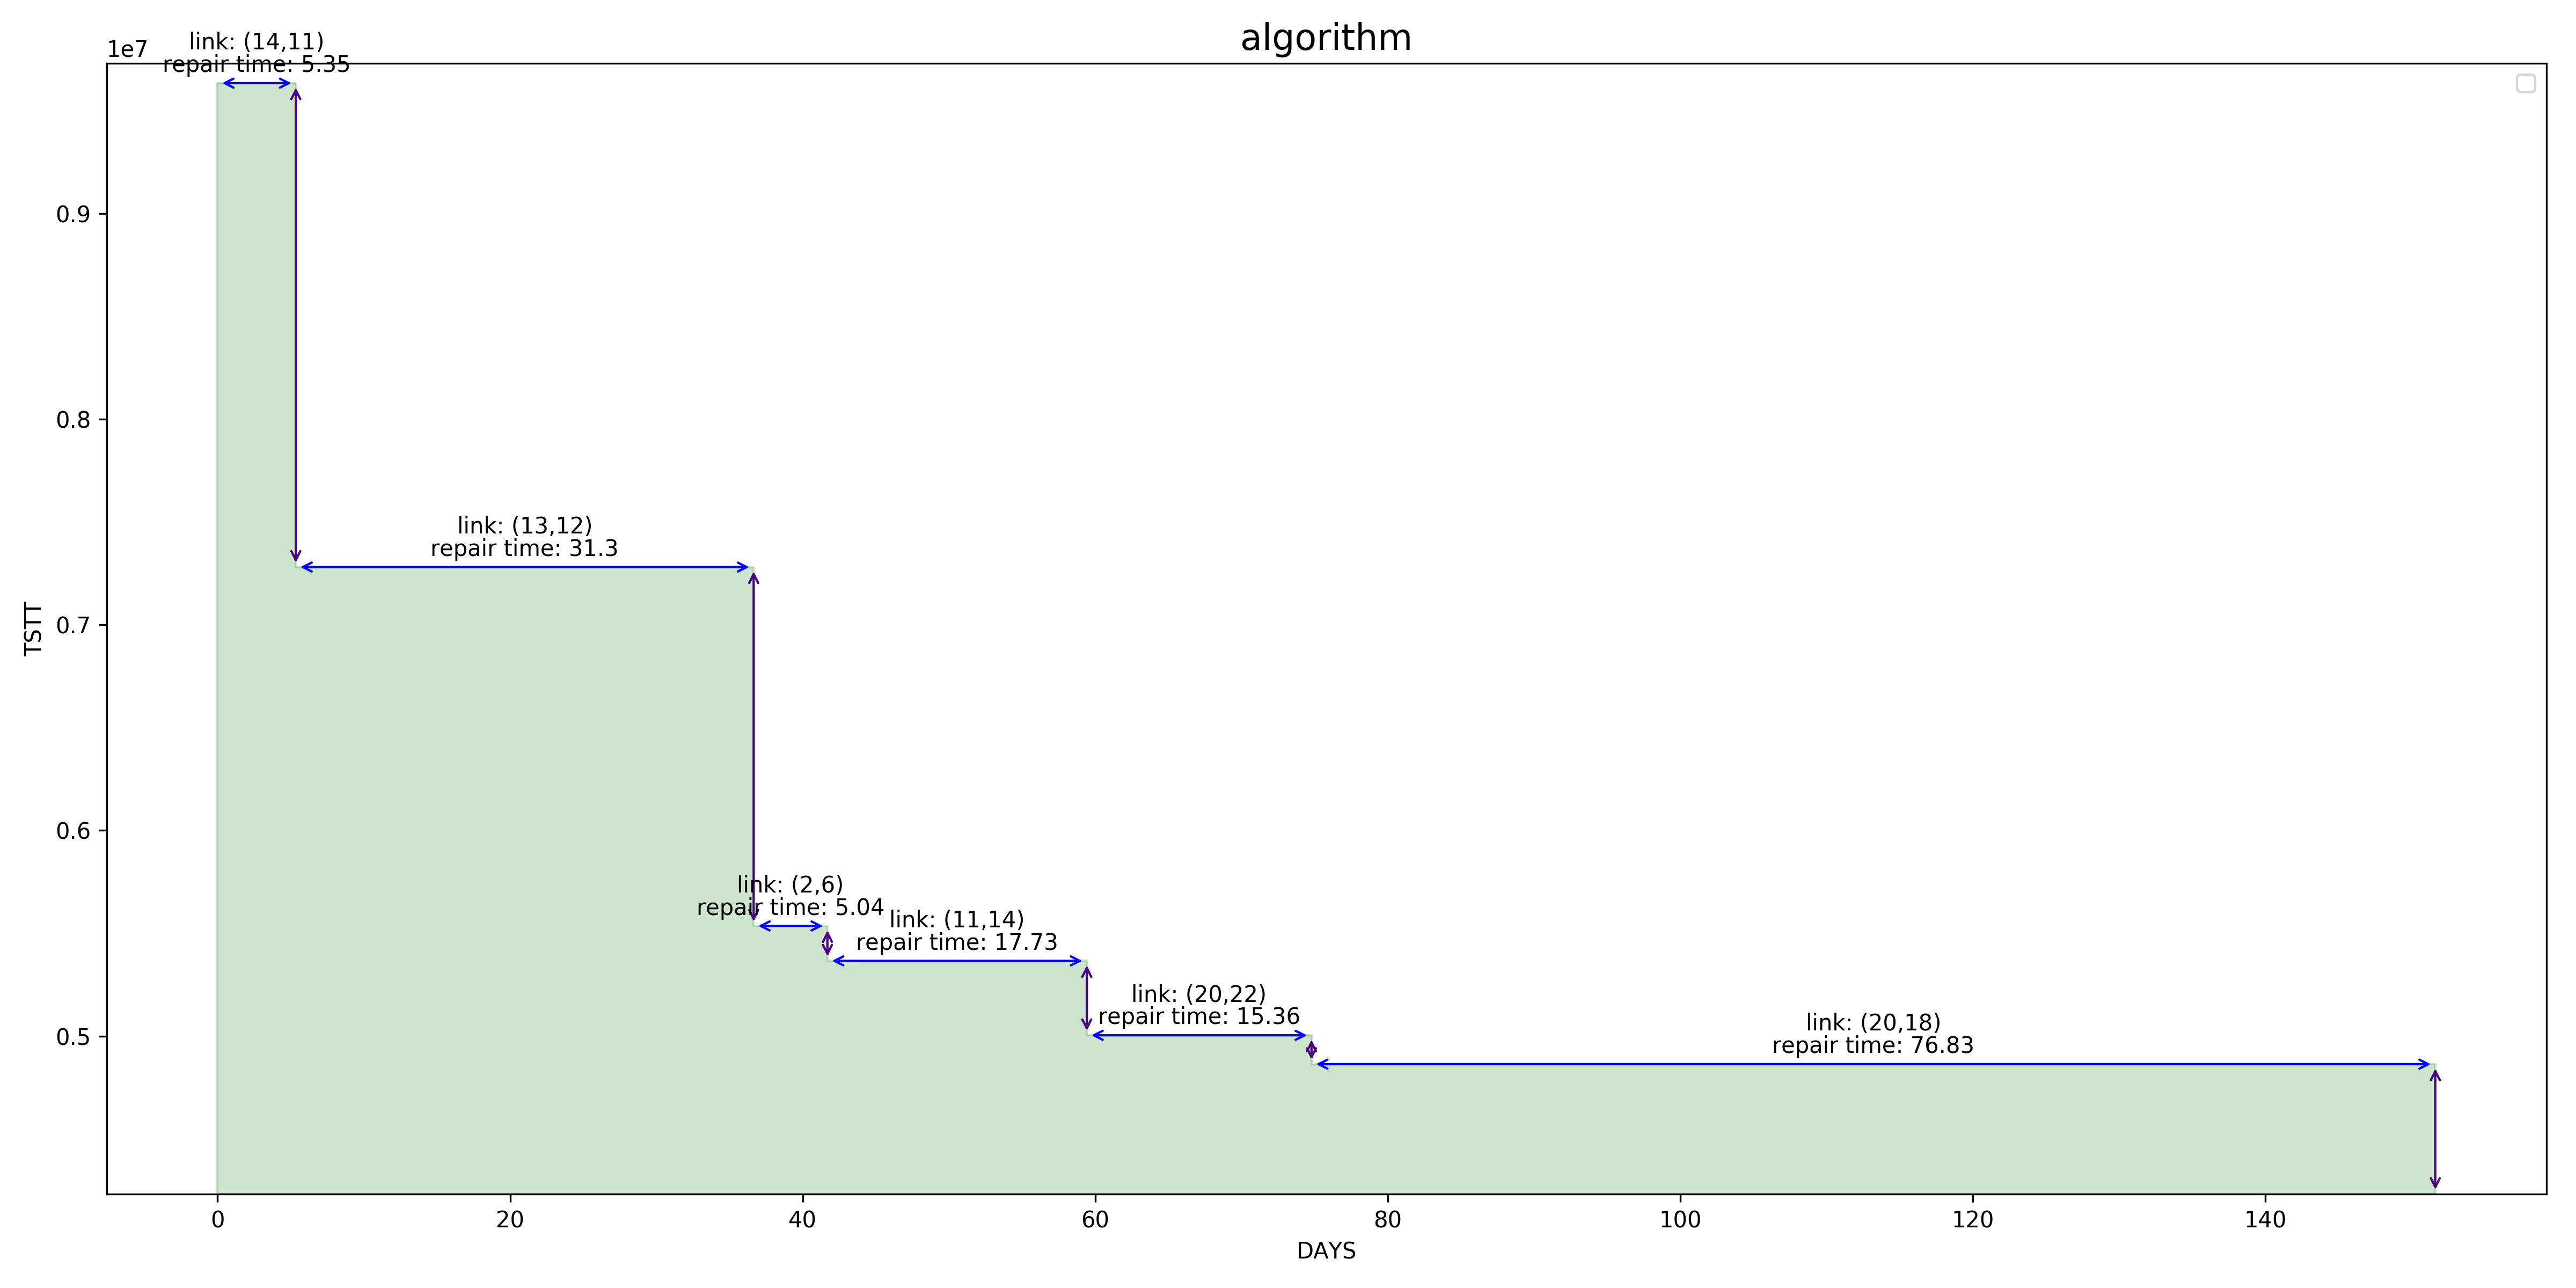 algorithm
1e7
link: (14,11)
repair time: 5.35
0.9
0.8
link: (13,12)
repair time: 31.3
0.7
TSTT
0.6
link: (2,6)
repair time: 5.04
link: (11,14)
repair time: 17.73
link: (20,22)
repair time: 15.36
0.5
link: (20,18)
repair time: 76.83
0 20 40 60 80 100 120 140
DAYS